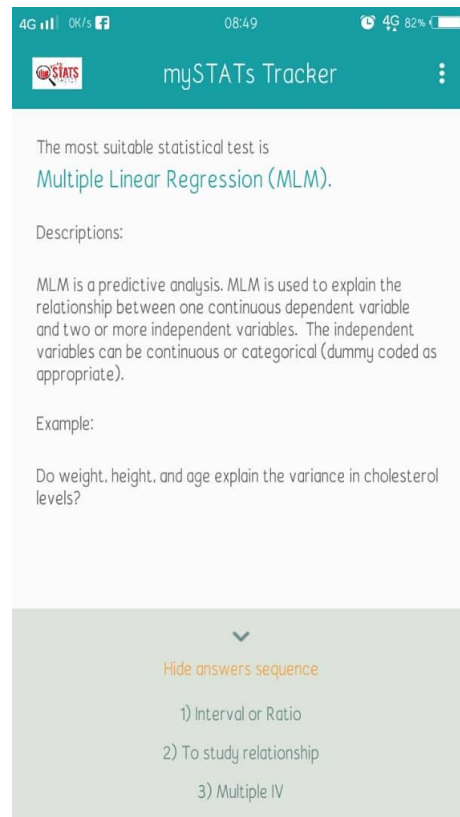 4G 0K/s 08:49 4G 82%
STATS mySTATs Tracker
The most suitable statistical test is
Multiple Linear Regression (MLM).
Descriptions:
MLM is a predictive analysis. MLM is used to explain the
relationship between one continuous dependent variable
and two or more independent variables. The independent
variables can be continuous or categorical (dummy coded as
appropriate).
Example:
Do weight, height, and age explain the variance in cholesterol
levels?
Hide answers sequence
1) Interval or Ratio
2) To study relationship
3) Multiple IV